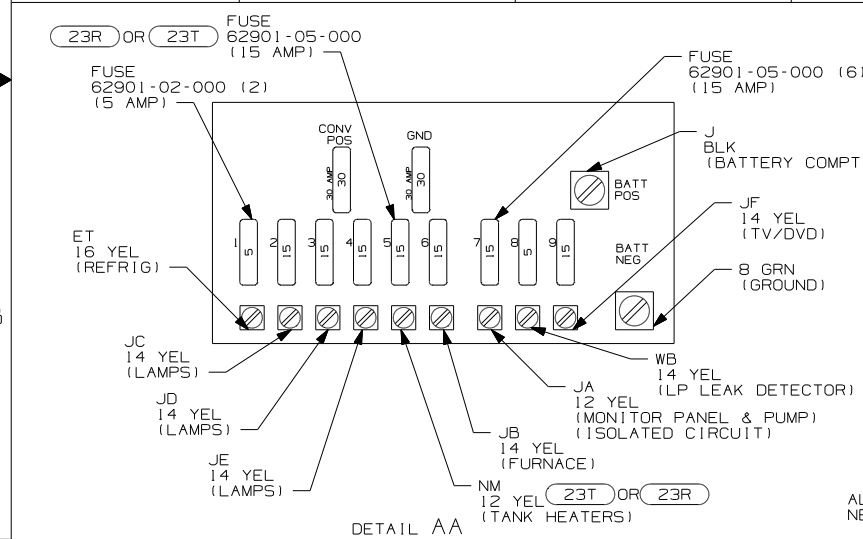 23R OR 23T
FUSE
62901-05-000
(15 AMP)
FUSE
62901-02-000 (2)
(5 AMP)
FUSE
62901-05-000 (6)
(15 AMP)
CONV
POS
GND
30 AMP
30
30 AMP
30
J
BLK
(BATTERY COMPT
BATT
POS
JF
14 YEL
(TV/DVD)
1 5
2 15
3 15
4 15
5 15
6 15
7 15
8 5
9 15
BATT
NEG
ET
16 YEL
(REFRIG)
8 GRN
(GROUND)
JC
14 YEL
(LAMPS)
WB
14 YEL
(LP LEAK DETECTOR)
JD
14 YEL
(LAMPS)
JA
12 YEL
(MONITOR PANEL & PUMP)
(ISOLATED CIRCUIT)
JB
14 YEL
(FURNACE)
JE
14 YEL
(LAMPS)
NM
12 YEL 23T OR 23R
(TANK HEATERS)
DETAIL AA